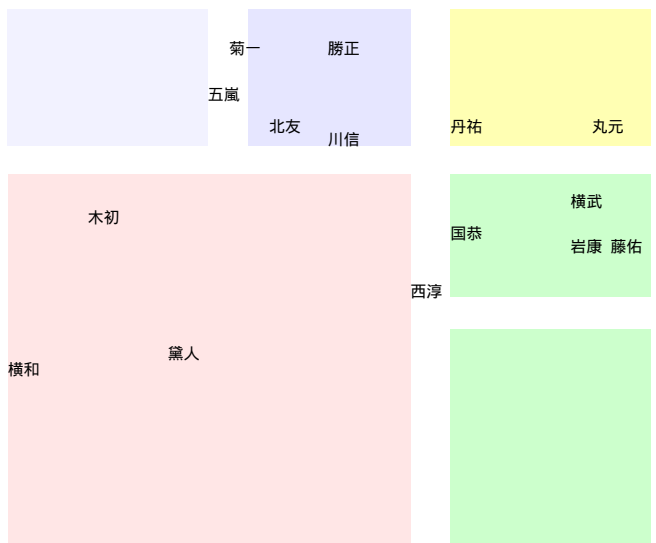 菊一
勝正
五嵐
北友
川信
丹祐
丸元
木初
横武
国恭
岩康 藤佑
西淳
黛人
横和